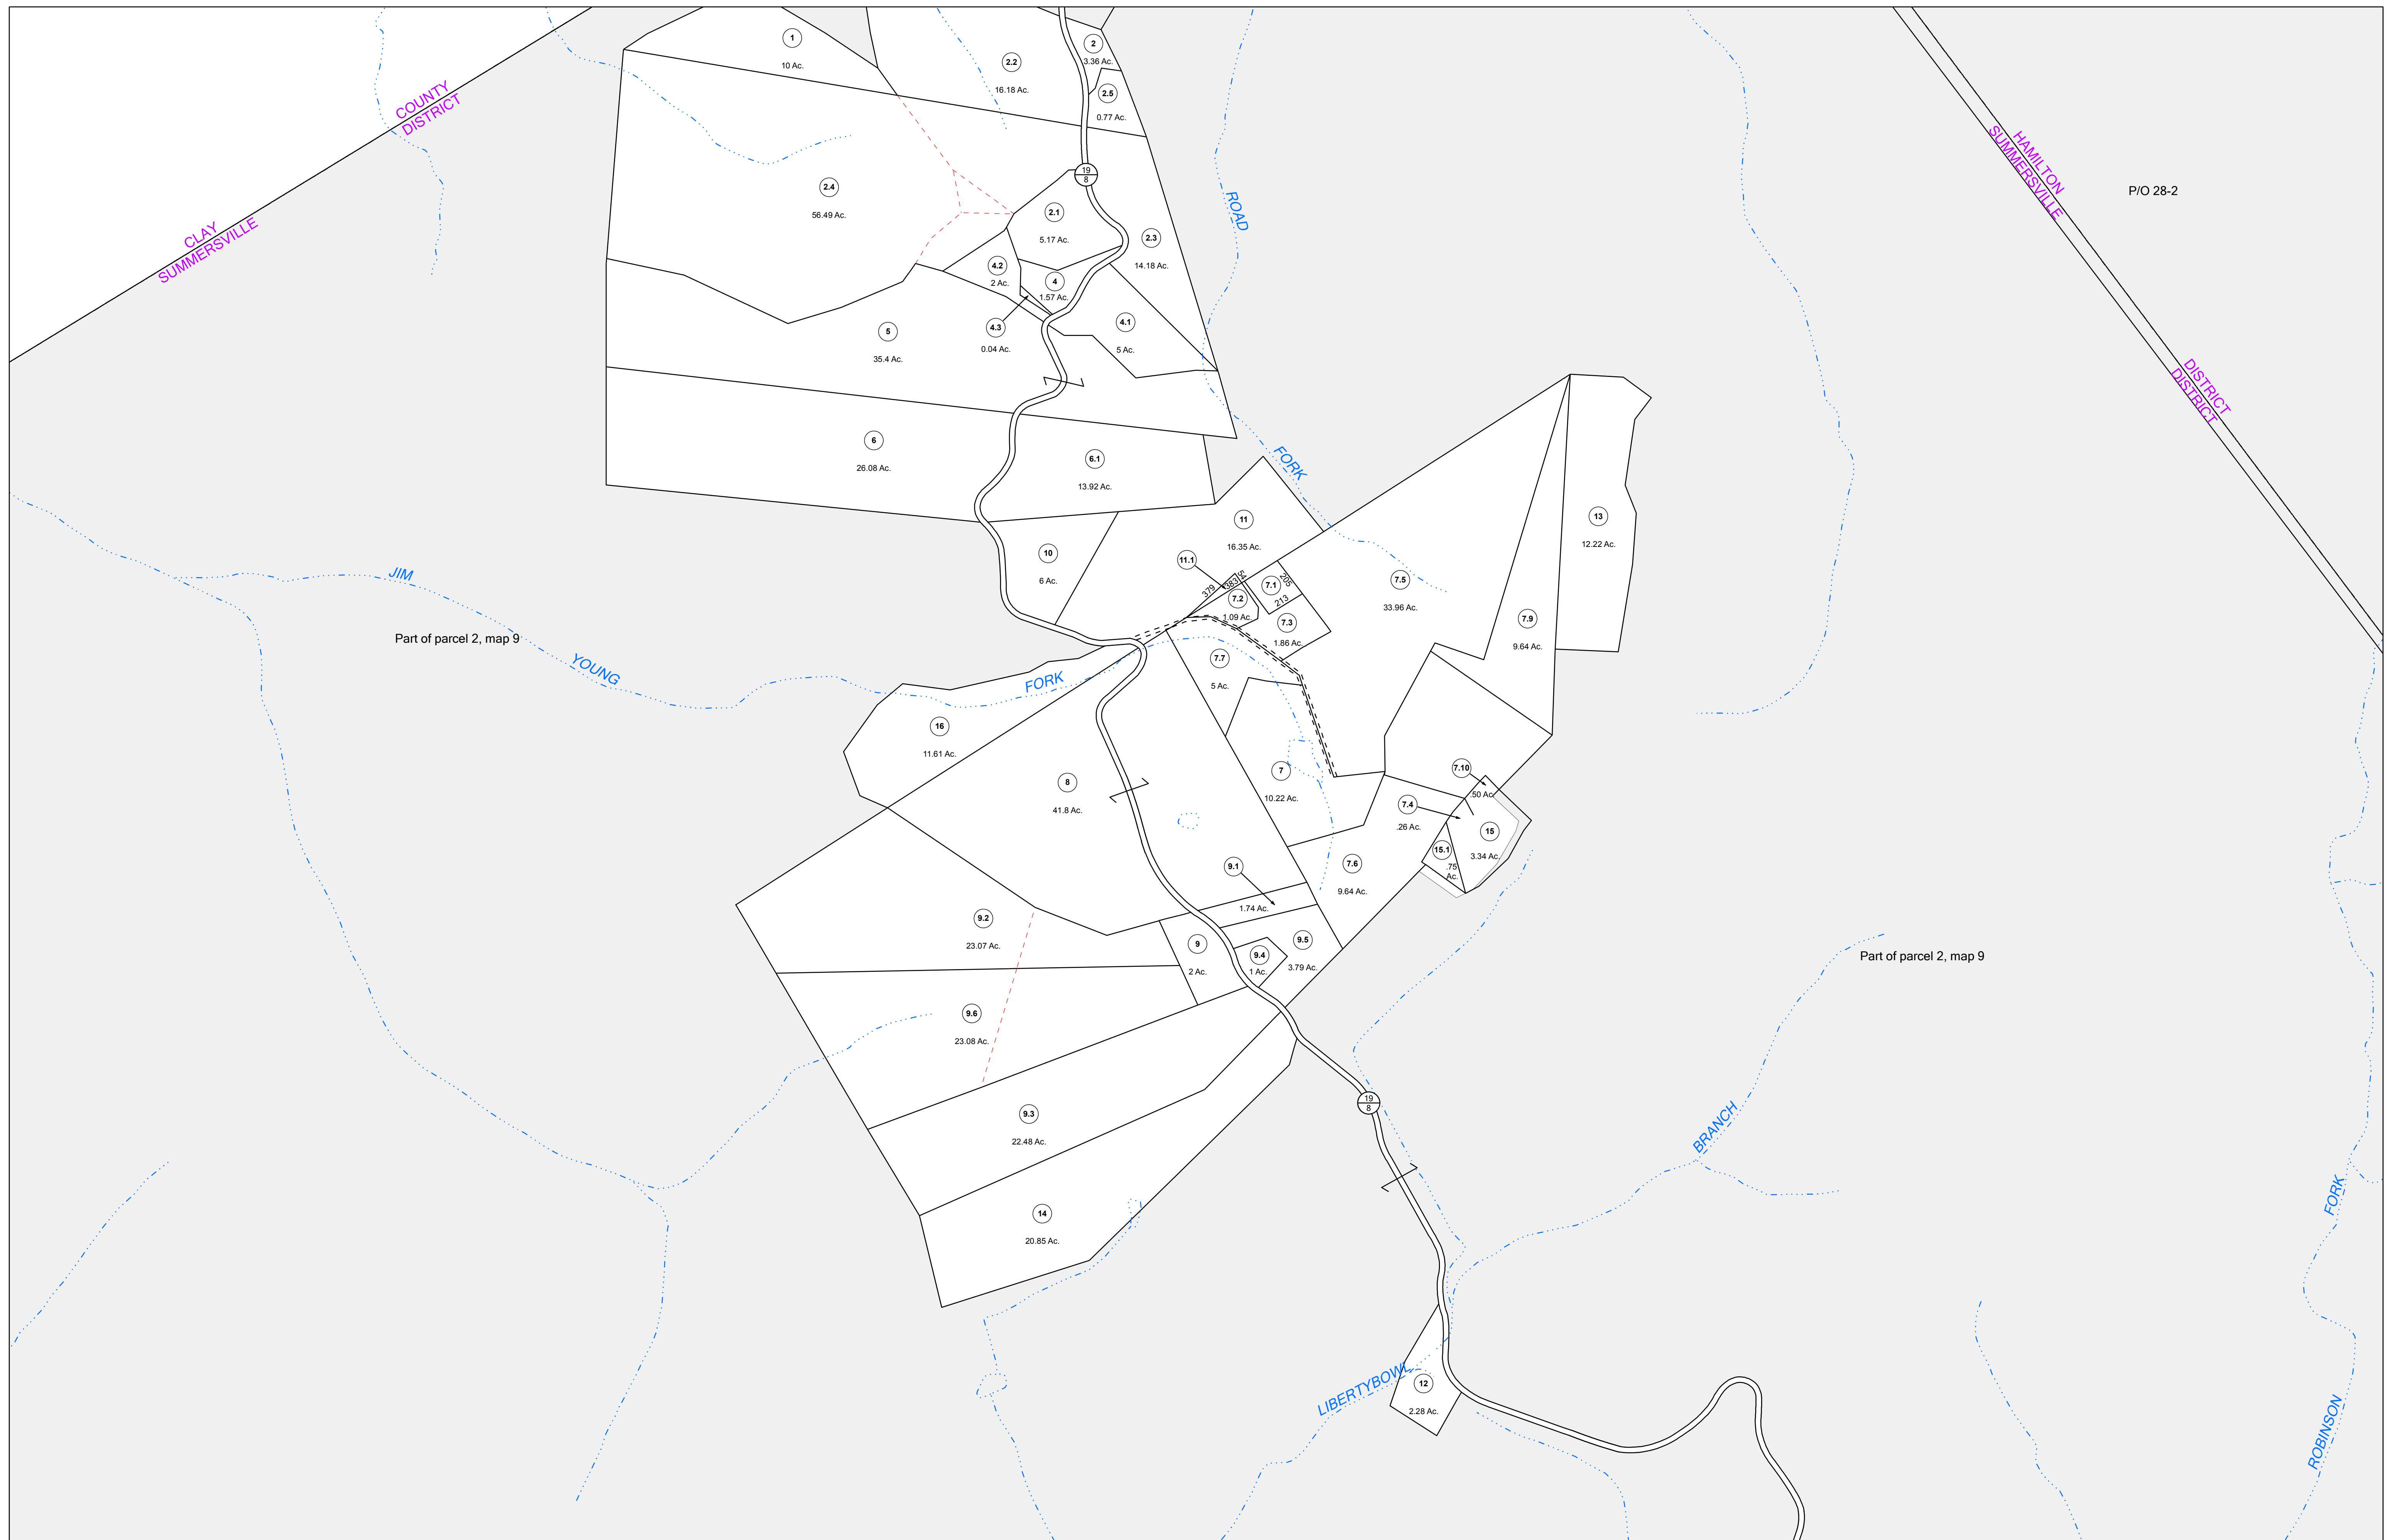 1
10 Ac.
2.2
16.18 Ac.
2
3.36 Ac.
2.5
0.77 Ac.
COUNTY
DISTRICT
CLAY
SUMMERSVILLE
HAMILTON
SUMMERSVILLE
P/O 28-2
19
8
2.4
56.49 Ac.
2.1
5.17 Ac.
2.3
14.18 Ac.
ROAD
4.2
2 Ac.
4
1.57 Ac.
4.3
0.04 Ac.
4.1
5 Ac.
5
35.4 Ac.
DISTRICT
DISTRICT
6
26.08 Ac.
6.1
13.92 Ac.
FORK
11
16.35 Ac.
13
12.22 Ac.
10
6 Ac.
11.1
379
383
54
7.1
205
213
7.2
1.09 Ac.
7.3
1.86 Ac.
7.5
33.96 Ac.
7.9
9.64 Ac.
JIM
YOUNG
FORK
Part of parcel 2, map 9
7.7
5 Ac.
16
11.61 Ac.
8
41.8 Ac.
7
10.22 Ac.
7.10
.50 Ac.
7.4
.26 Ac.
15
3.34 Ac.
15.1
.75
Ac.
7.6
9.64 Ac.
9.1
1.74 Ac.
9.2
23.07 Ac.
9
2 Ac.
9.4
1 Ac.
9.5
3.79 Ac.
Part of parcel 2, map 9
9.6
23.08 Ac.
9.3
22.48 Ac.
19
8
BRANCH
14
20.85 Ac.
FORK
LIBERTYBOWL
12
2.28 Ac.
ROBINSON